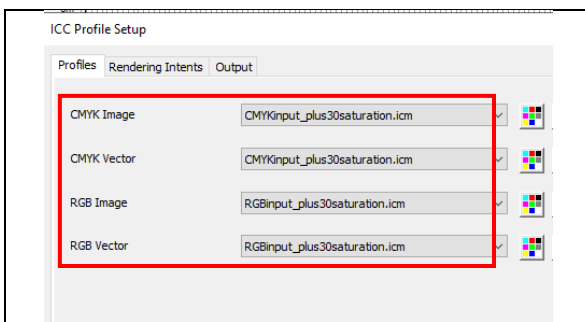 ICC Profile Setup
Profiles Rendering Intents Output
CMYK Image CMYKinput_plus30saturation.icm
CMYK Vector CMYKinput_plus30saturation.icm
RGB Image RGBinput_plus30saturation.icm
RGB Vector RGBinput_plus30saturation.icm